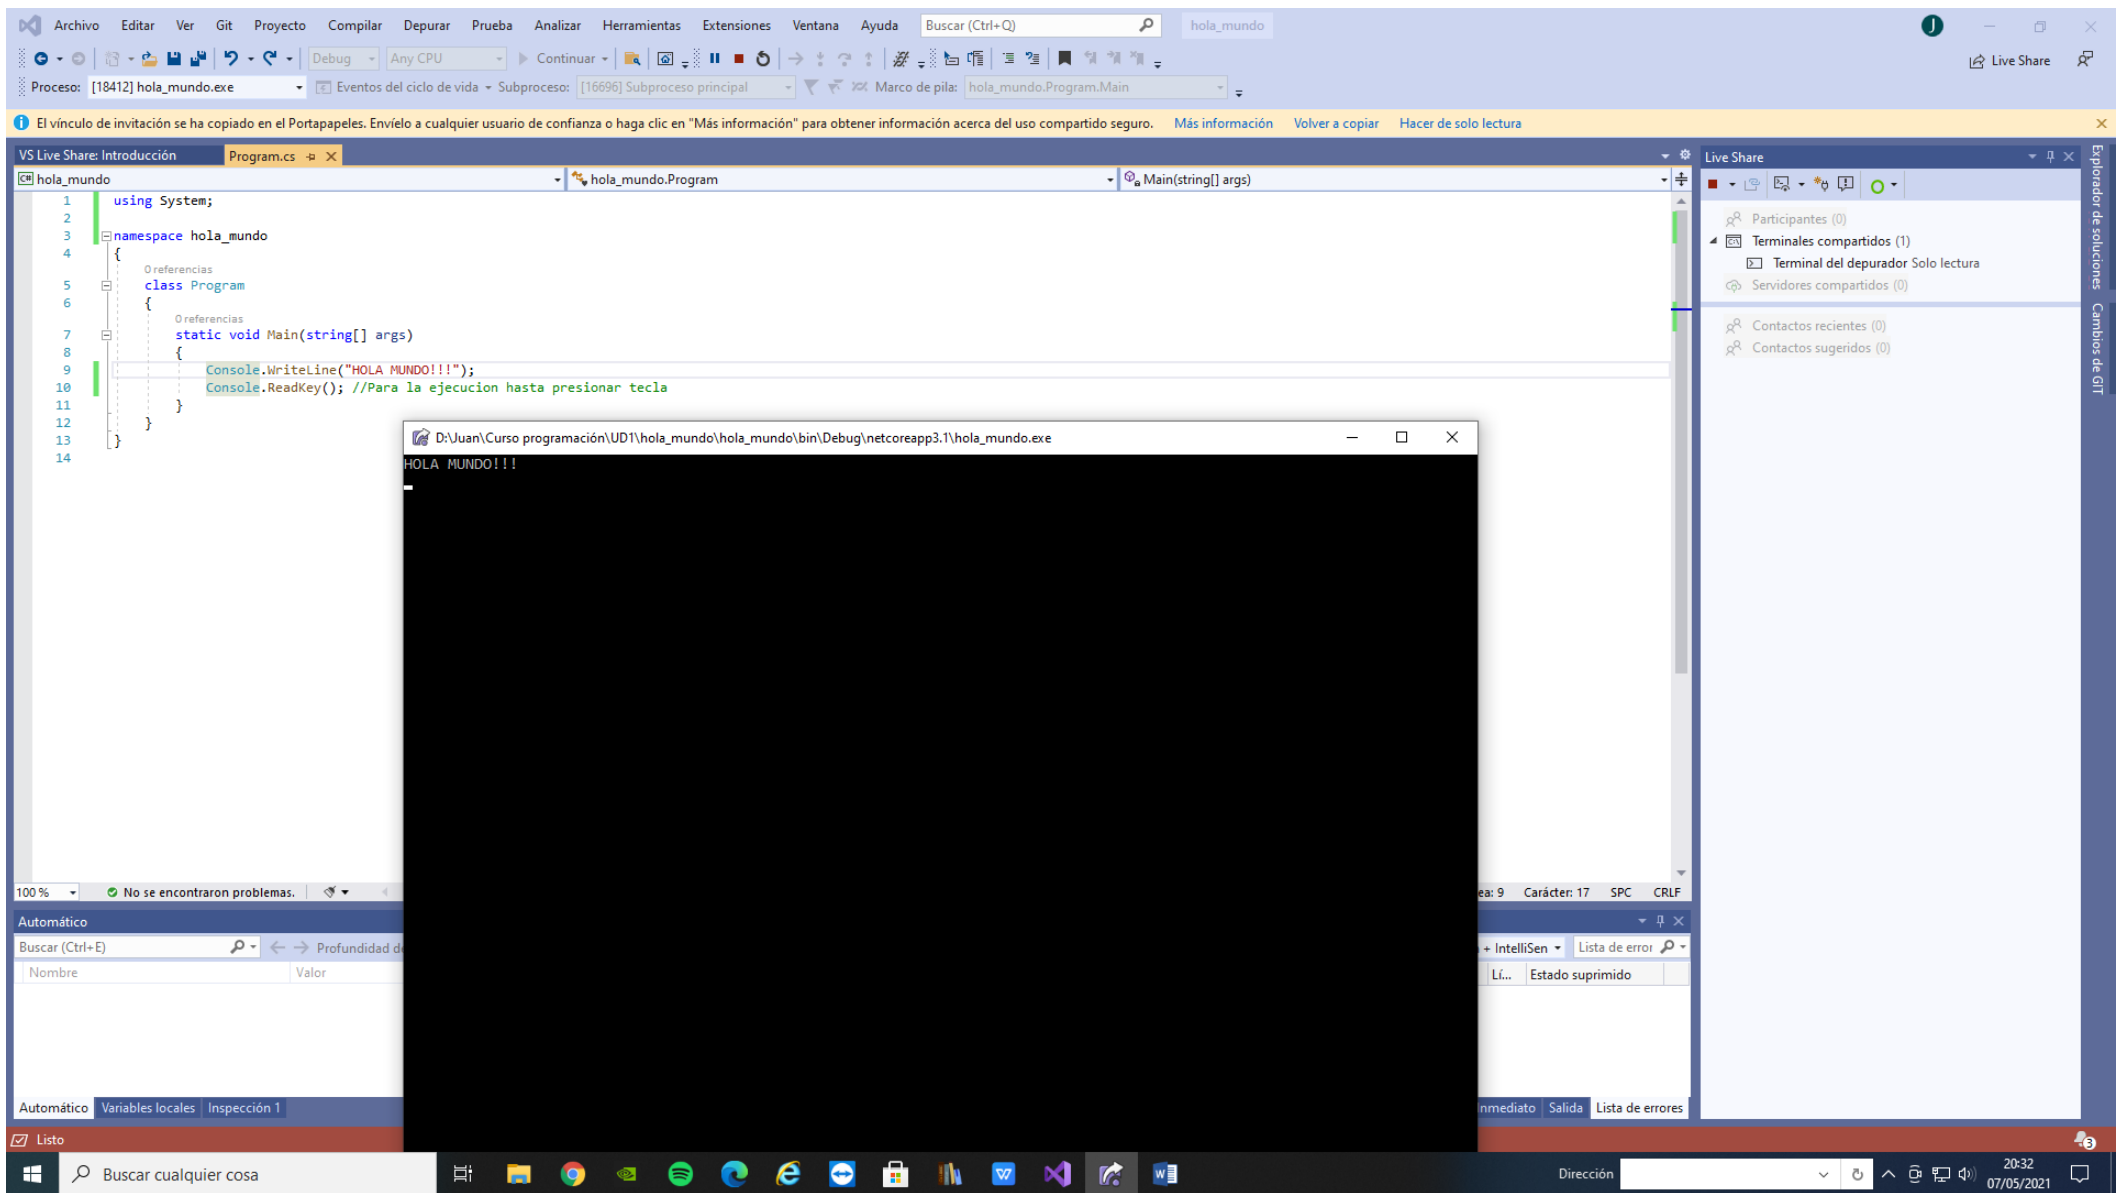 Archivo Editar Ver Git Proyecto Compilar Depurar Prueba Analizar Herramientas Extensiones Ventana Ayuda Buscar (Ctrl+Q) hola_mundo J
Debug Any CPU Continuar Live Share
Proceso: [18412] hola_mundo.exe Eventos del ciclo de vida Subproceso: [16696] Subproceso principal Marco de pila: hola_mundo.Program.Main
El vínculo de invitación se ha copiado en el Portapapeles. Envíelo a cualquier usuario de confianza o haga clic en "Más información" para obtener información acerca del uso compartido seguro. Más información Volver a copiar Hacer de solo lectura
VS Live Share: Introducción Program.cs
C# hola_mundo hola_mundo.Program Main(string[] args)
1 using System;
2
3 namespace hola_mundo
4 {
0 referencias
5 class Program
6 {
0 referencias
7 static void Main(string[] args)
8 {
9 Console.WriteLine("HOLA MUNDO!!!");
10 Console.ReadKey(); //Para la ejecucion hasta presionar tecla
11 }
12 }
13 }
14
D:\Juan\Curso programación\UD1\hola_mundo\hola_mundo\bin\Debug\netcoreapp3.1\hola_mundo.exe
HOLA MUNDO!!!
Live Share
Participantes (0)
Terminales compartidos (1)
Terminal del depurador Solo lectura
Servidores compartidos (0)
Contactos recientes (0)
Contactos sugeridos (0)
Explorador de soluciones
Cambios de GIT
100 % No se encontraron problemas. ea: 9 Carácter: 17 SPC CRLF
Automático
Buscar (Ctrl+E) Profundidad d + IntelliSen Lista de error
Nombre Valor Lí... Estado suprimido
Automático Variables locales Inspección 1 nmediato Salida Lista de errores
Listo 3
Buscar cualquier cosa Dirección 20:32
07/05/2021